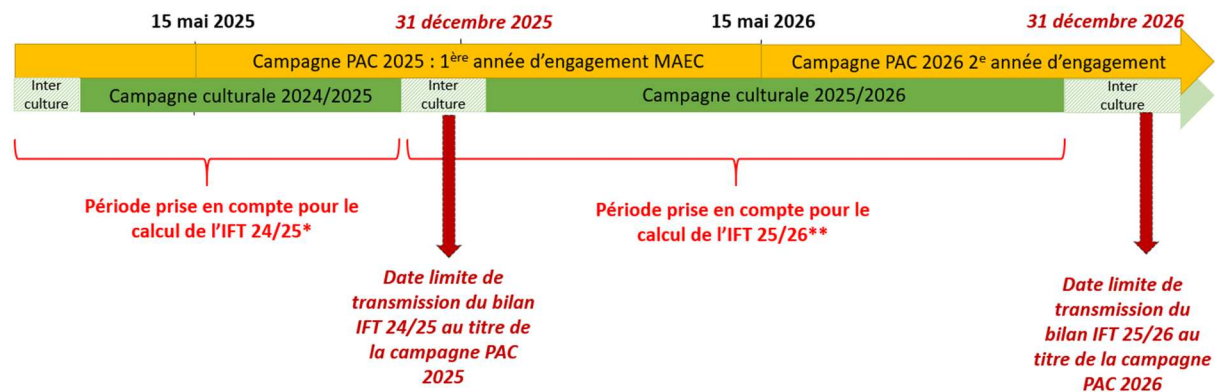 15 mai 2025
31 décembre 2025
15 mai 2026
31 décembre 2026
Campagne PAC 2025 : 1ère année d’engagement MAEC
Campagne PAC 2026 2e année d’engagement
Inter
culture
Campagne culturale 2024/2025
Inter
culture
Campagne culturale 2025/2026
Inter
culture
Période prise en compte pour le
calcul de l’IFT 24/25*
Période prise en compte pour le
calcul de l’IFT 25/26**
Date limite de
transmission du bilan
IFT 24/25 au titre de
la campagne PAC
2025
Date limite de
transmission du
bilan IFT 25/26 au
titre de la campagne
PAC 2026